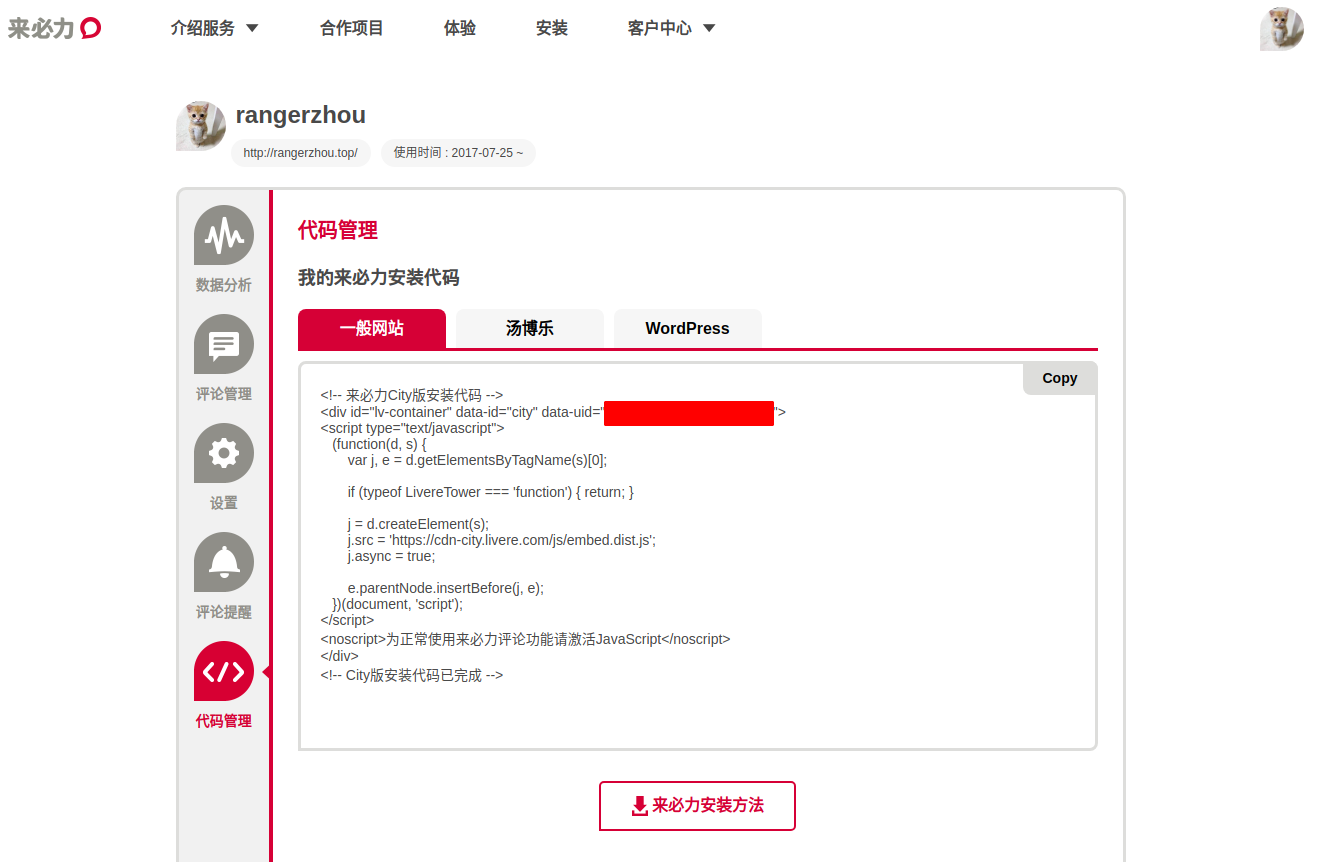 来必力
介绍服务 合作项目 体验 安装 客户中心
rangerzhou
http://rangerzhou.top/ 使用时间 : 2017-07-25 ~
数据分析
评论管理
设置
评论提醒
代码管理
代码管理
我的来必力安装代码
一般网站 汤博乐 WordPress
Copy
<!-- 来必力City版安装代码 -->
<div id="lv-container" data-id="city" data-uid=" ">
<script type="text/javascript">
(function(d, s) {
var j, e = d.getElementsByTagName(s)[0];
if (typeof LivereTower === 'function') { return; }
j = d.createElement(s);
j.src = 'https://cdn-city.livere.com/js/embed.dist.js';
j.async = true;
e.parentNode.insertBefore(j, e);
})(document, 'script');
</script>
<noscript>为正常使用来必力评论功能请激活JavaScript</noscript>
</div>
<!-- City版安装代码已完成 -->
来必力安装方法